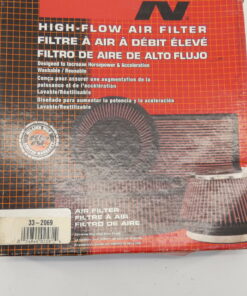 HIGH-FLOW AIR FILTER
FILTRE À AIR À DÉBIT ÉLEVÉ
FILTRO DE AIRE DE ALTO FLUJO
Designed to Increase Horsepower & Acceleration
Washable / Reusable
Conçu pour assurer une augmentation de la
puissance et de l'accélération
Lavable/Réutilisable
Diseñado para aumentar la potencia y la aceleración
Lavable/Reutilizable
33-2069
AIR FILTER
FILTRE À AIR
FILTRO DE AIRE